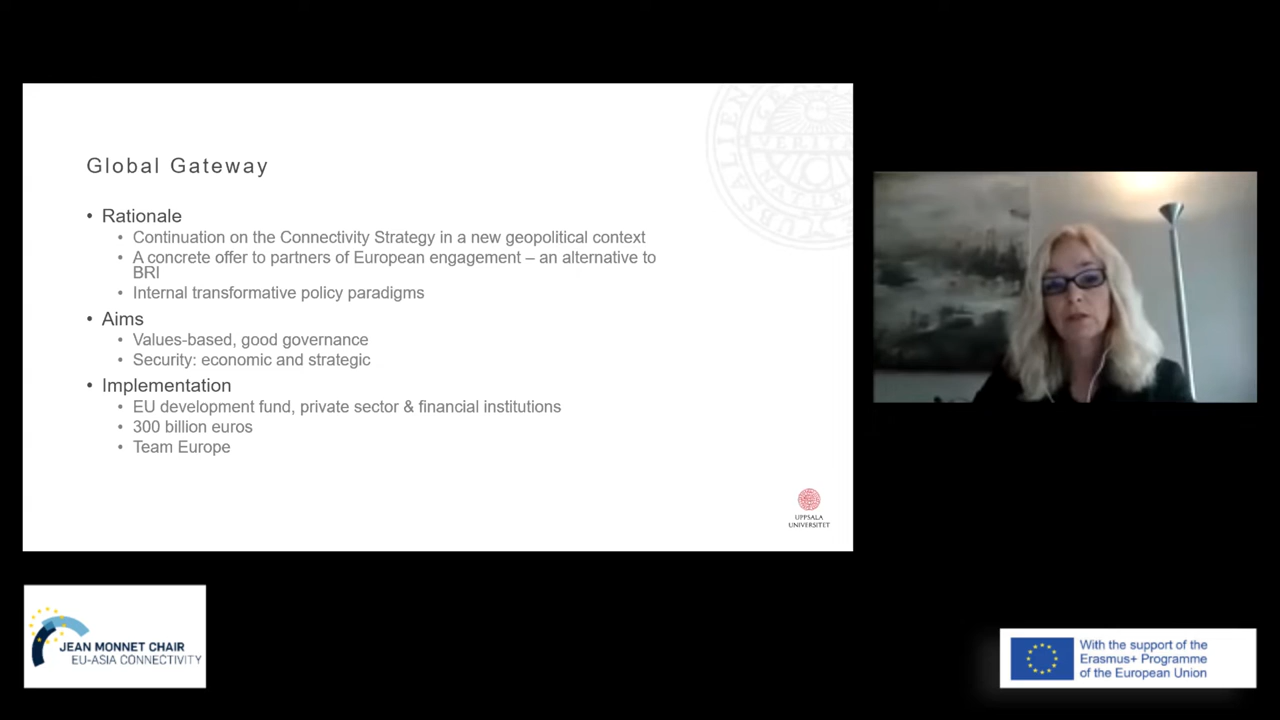 Global Gateway
• Rationale
• Continuation on the Connectivity Strategy in a new geopolitical context
• A concrete offer to partners of European engagement – an alternative to
BRI
• Internal transformative policy paradigms
• Aims
• Values-based, good governance
• Security: economic and strategic
• Implementation
• EU development fund, private sector & financial institutions
• 300 billion euros
• Team Europe
UPPSALA
UNIVERSITET
JEAN MONNET CHAIR
EU-ASIA CONNECTIVITY
With the support of the
Erasmus+ Programme
of the European Union